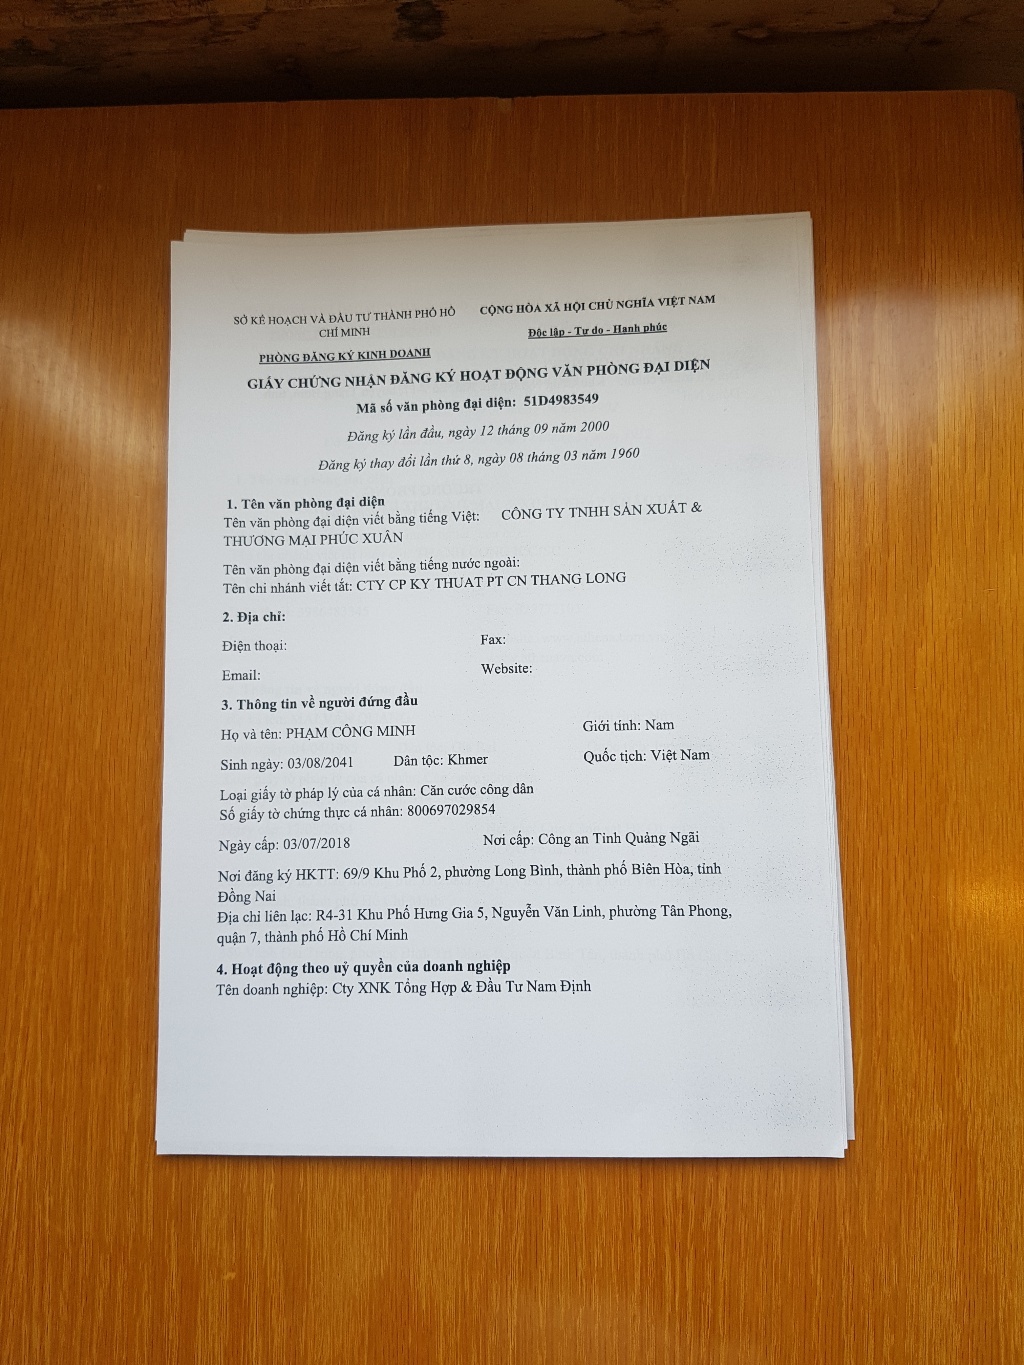 SỞ KẾ HOẠCH VÀ ĐẦU TƯ THÀNH PHỐ HỒ
CHÍ MINH
PHÒNG ĐĂNG KÝ KINH DOANH
CỘNG HÒA XÃ HỘI CHỦ NGHĨA VIỆT NAM
Độc lập - Tự do - Hạnh phúc
GIẤY CHỨNG NHẬN ĐĂNG KÝ HOẠT ĐỘNG VĂN PHÒNG ĐẠI DIỆN
Mã số văn phòng đại diện: 51D4983549
Đăng ký lần đầu, ngày 12 tháng 09 năm 2000
Đăng ký thay đổi lần thứ 8, ngày 08 tháng 03 năm 1960
1. Tên văn phòng đại diện
Tên văn phòng đại diện viết bằng tiếng Việt: CÔNG TY TNHH SẢN XUẤT &
THƯƠNG MẠI PHÚC XUÂN
Tên văn phòng đại diện viết bằng tiếng nước ngoài:
Tên chi nhánh viết tắt: CTY CP KY THUAT PT CN THANG LONG
2. Địa chỉ:
Điện thoại: Fax:
Email: Website:
3. Thông tin về người đứng đầu
Họ và tên: PHẠM CÔNG MINH Giới tính: Nam
Sinh ngày: 03/08/2041 Dân tộc: Khmer Quốc tịch: Việt Nam
Loại giấy tờ pháp lý của cá nhân: Căn cước công dân
Số giấy tờ chứng thực cá nhân: 800697029854
Ngày cấp: 03/07/2018 Nơi cấp: Công an Tỉnh Quảng Ngãi
Nơi đăng ký HKTT: 69/9 Khu Phố 2, phường Long Bình, thành phố Biên Hòa, tỉnh
Đồng Nai
Địa chỉ liên lạc: R4-31 Khu Phố Hưng Gia 5, Nguyễn Văn Linh, phường Tân Phong,
quận 7, thành phố Hồ Chí Minh
4. Hoạt động theo uỷ quyền của doanh nghiệp
Tên doanh nghiệp: Cty XNK Tổng Hợp & Đầu Tư Nam Định